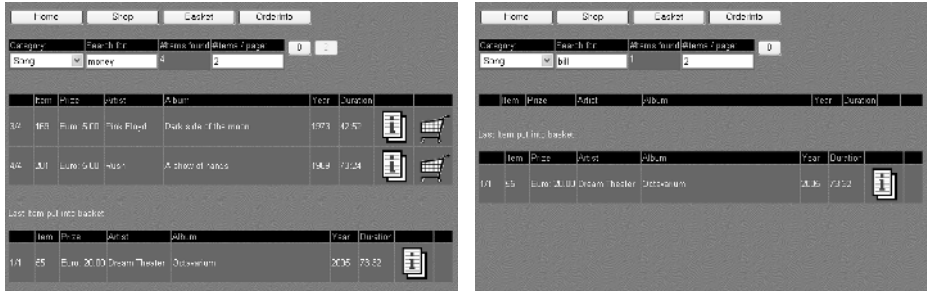 Home Shop Basket Orderinfo
Category: Search for: #Items found #Items / page:
Song money 4 2
Item Prize Artist Album Year Duration
3/4 Euro: 5.00 Pink Floyd Dark side of the moon 1973
4/4 201 Euro: 5.00 Rush A show of hands 1989
Last item put into basket
Item Prize Artist Album Year Duration
1/1 65 Euro: 20.00 Dream Theater Octavarium 2005
Home Shop Basket Orderinfo
Category: Search for: #Items found #Items / page:
Song bill 1 2
Item Prize Artist Album Year Duration
Last item put into basket
Item Prize Artist Album Year Duration
1/1 65 Euro: 20.00 Dream Theater Octavarium 2005